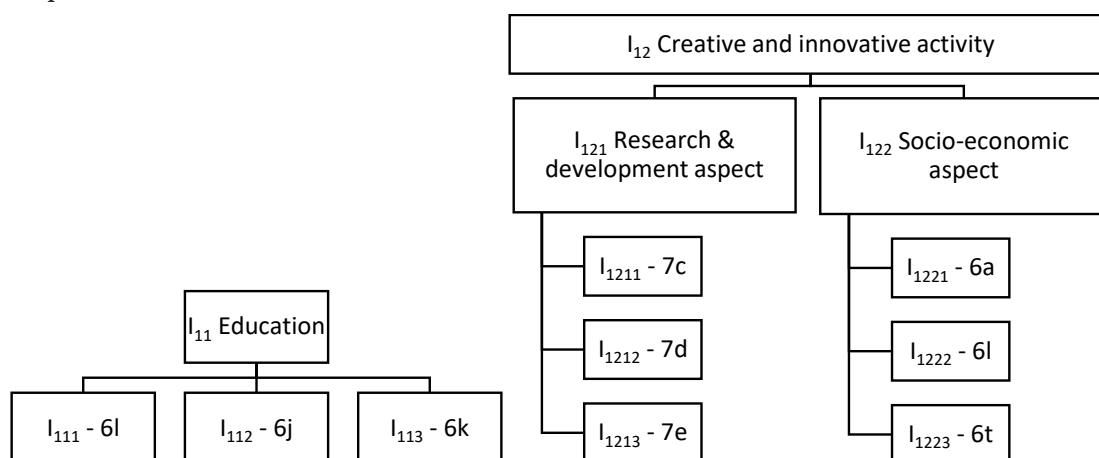 I₁₂ Creative and innovative activity
I₁₂₁ Research &
development aspect
I₁₂₂ Socio-economic
aspect
I₁₂₁₁ - 7c
I₁₂₁₂ - 7d
I₁₂₁₃ - 7e
I₁₂₂₁ - 6a
I₁₂₂₂ - 6l
I₁₂₂₃ - 6t
I₁₁ Education
I₁₁₁ - 6l
I₁₁₂ - 6j
I₁₁₃ - 6k